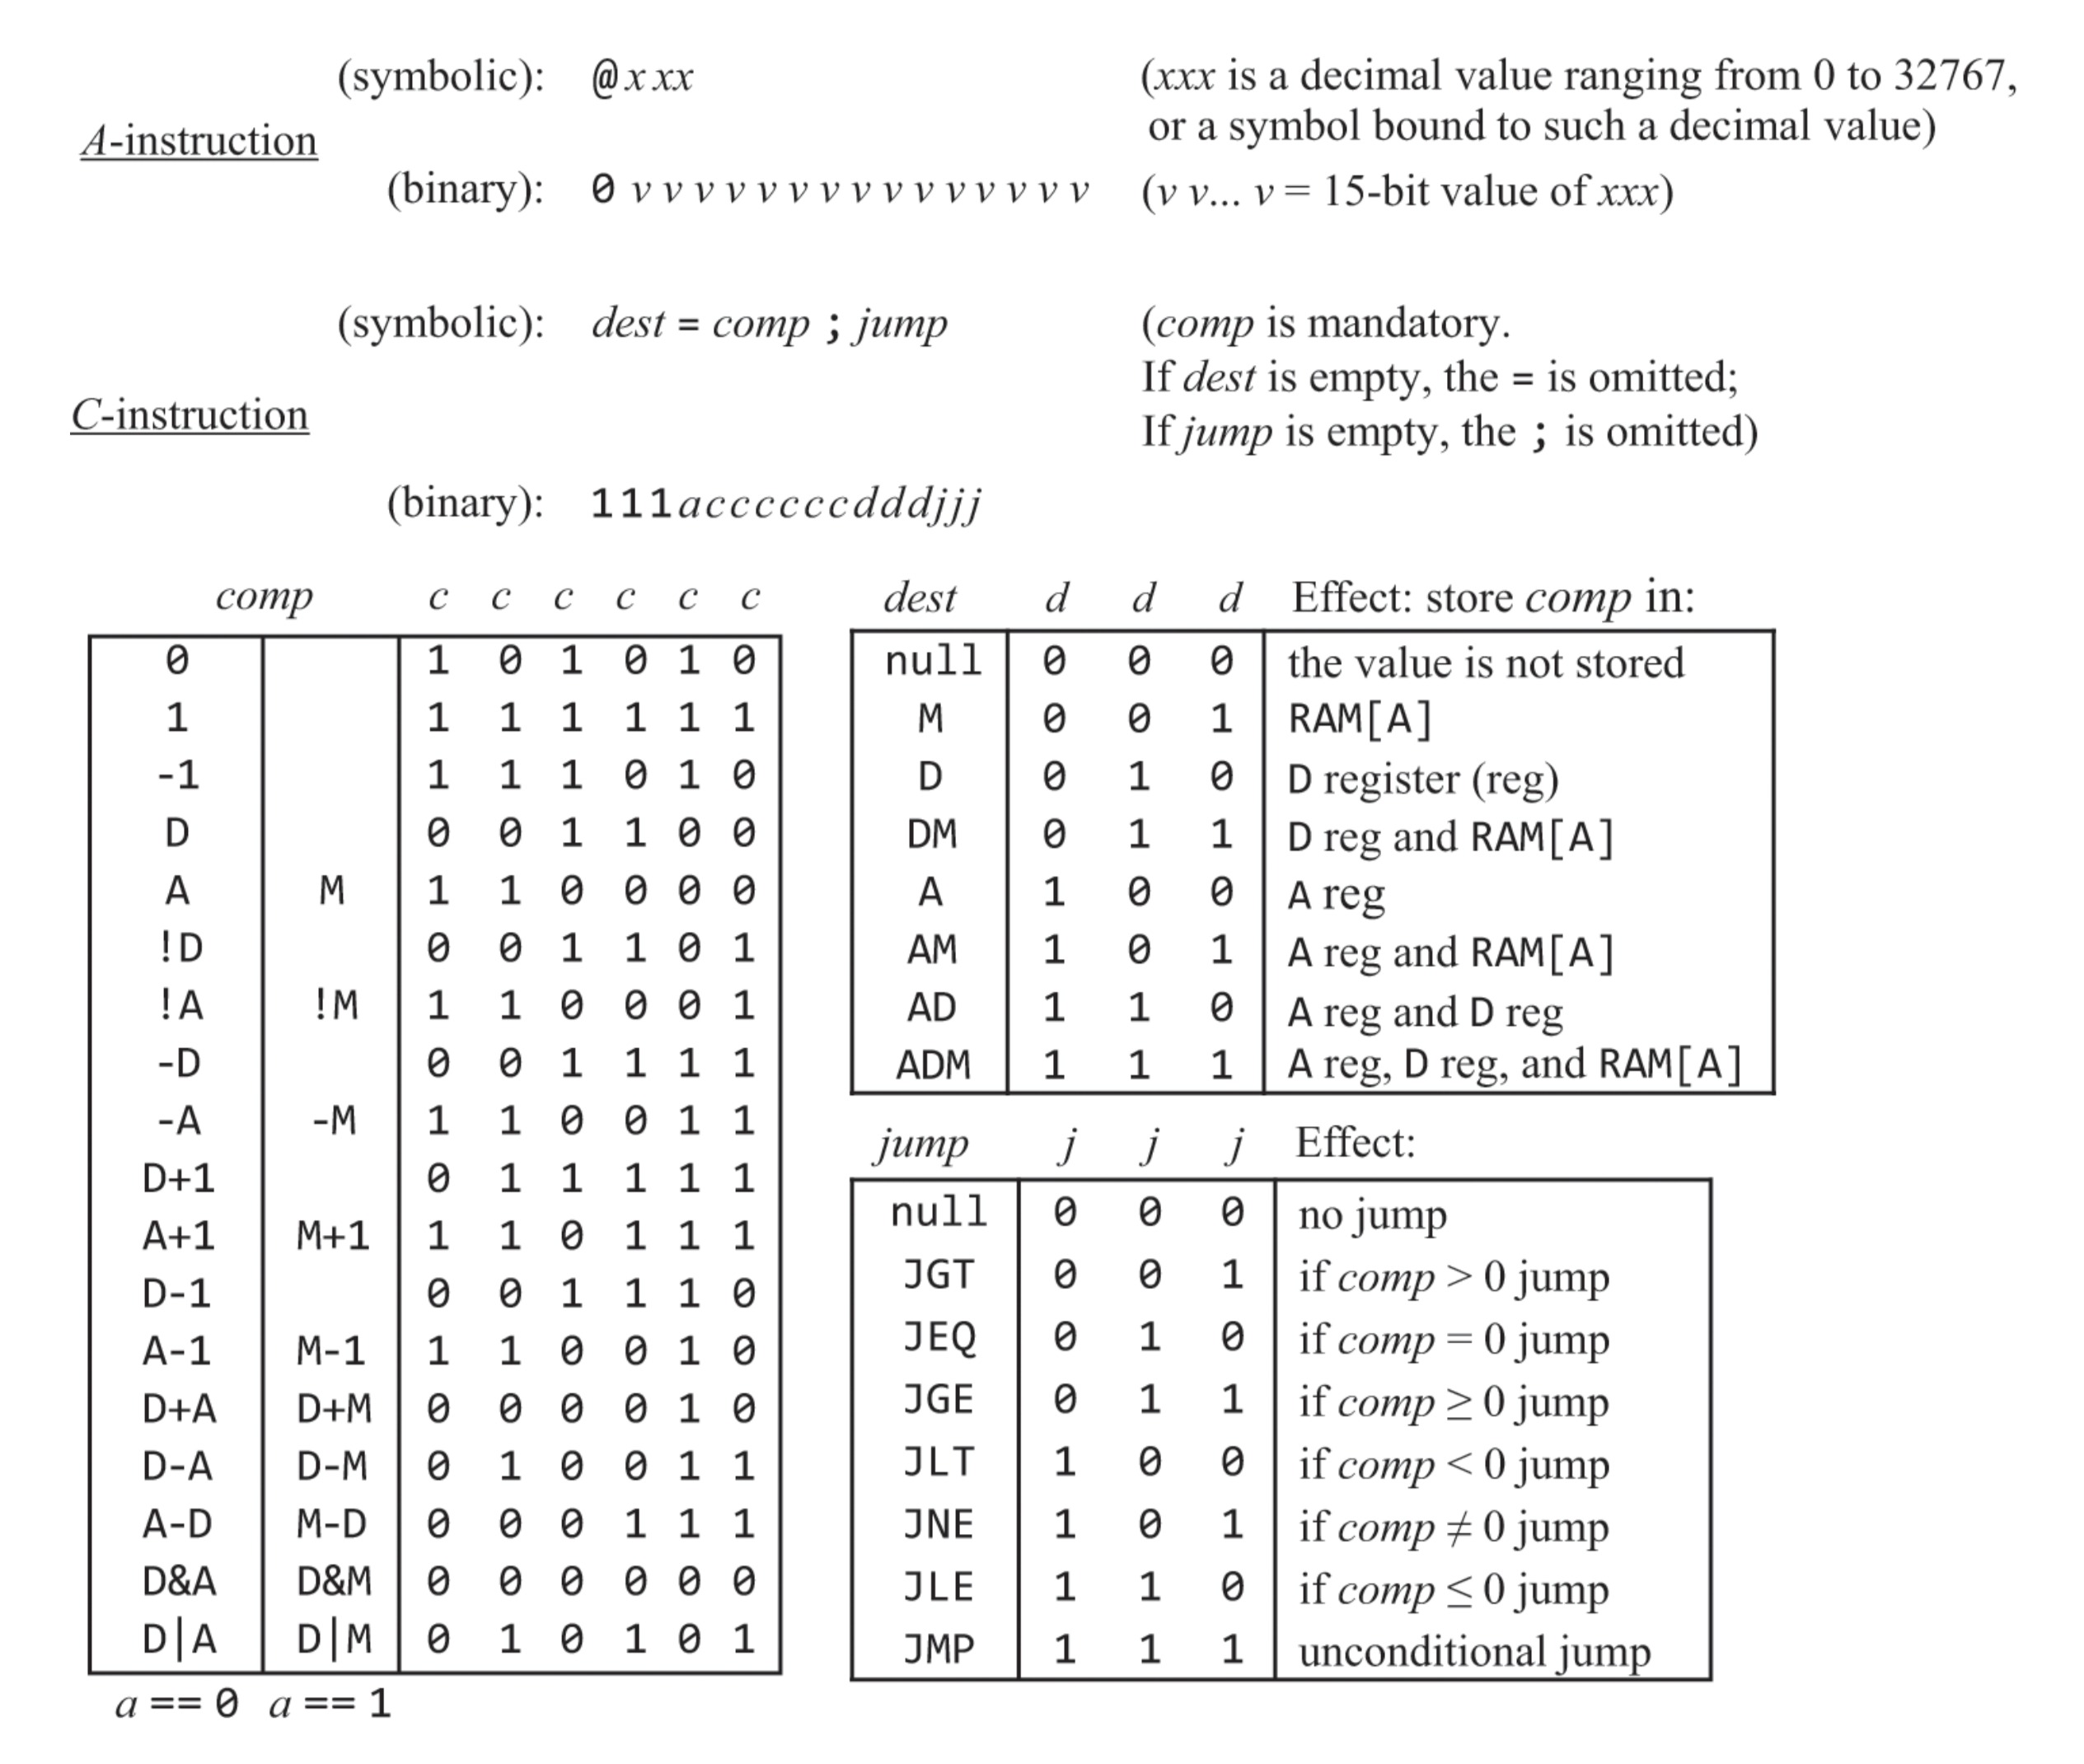 (symbolic): @xxx (xxx is a decimal value ranging from 0 to 32767,
or a symbol bound to such a decimal value)
A-instruction
(binary): 0 v v v v v v v v v v v v v v v (v v... v = 15-bit value of xxx)
(symbolic): dest = comp ; jump (comp is mandatory.
If dest is empty, the = is omitted;
C-instruction
If jump is empty, the ; is omitted)
(binary): 111accccccdddjjj
comp c c c c c c
0 1 0 1 0 1 0
1 1 1 1 1 1 1
-1 1 1 1 0 1 0
D 0 0 1 1 0 0
A M 1 1 0 0 0 0
!D 0 0 1 1 0 1
!A !M 1 1 0 0 0 1
-D 0 0 1 1 1 1
-A -M 1 1 0 0 1 1
D+1 0 1 1 1 1 1
A+1 M+1 1 1 0 1 1 1
D-1 0 0 1 1 1 0
A-1 M-1 1 1 0 0 1 0
D+A D+M 0 0 0 0 1 0
D-A D-M 0 1 0 0 1 1
A-D M-D 0 0 0 1 1 1
D&A D&M 0 0 0 0 0 0
D|A D|M 0 1 0 1 0 1
a == 0 a == 1
dest d d d Effect: store comp in:
null 0 0 0 the value is not stored
M 0 0 1 RAM[A]
D 0 1 0 D register (reg)
DM 0 1 1 D reg and RAM[A]
A 1 0 0 A reg
AM 1 0 1 A reg and RAM[A]
AD 1 1 0 A reg and D reg
ADM 1 1 1 A reg, D reg, and RAM[A]
jump j j j Effect:
null 0 0 0 no jump
JGT 0 0 1 if comp > 0 jump
JEQ 0 1 0 if comp = 0 jump
JGE 0 1 1 if comp ≥ 0 jump
JLT 1 0 0 if comp < 0 jump
JNE 1 0 1 if comp ≠ 0 jump
JLE 1 1 0 if comp ≤ 0 jump
JMP 1 1 1 unconditional jump